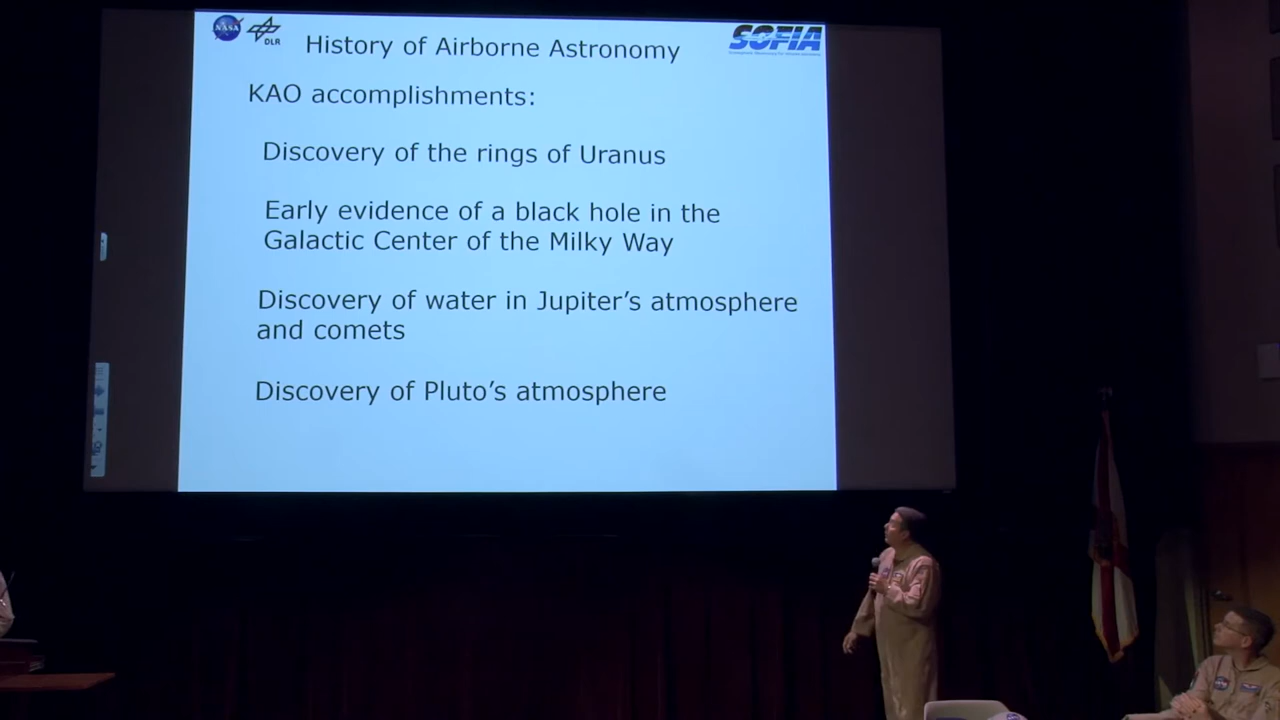 NASA
DLR
History of Airborne Astronomy
SOFIA
KAO accomplishments:
Discovery of the rings of Uranus
Early evidence of a black hole in the
Galactic Center of the Milky Way
Discovery of water in Jupiter’s atmosphere
and comets
Discovery of Pluto’s atmosphere